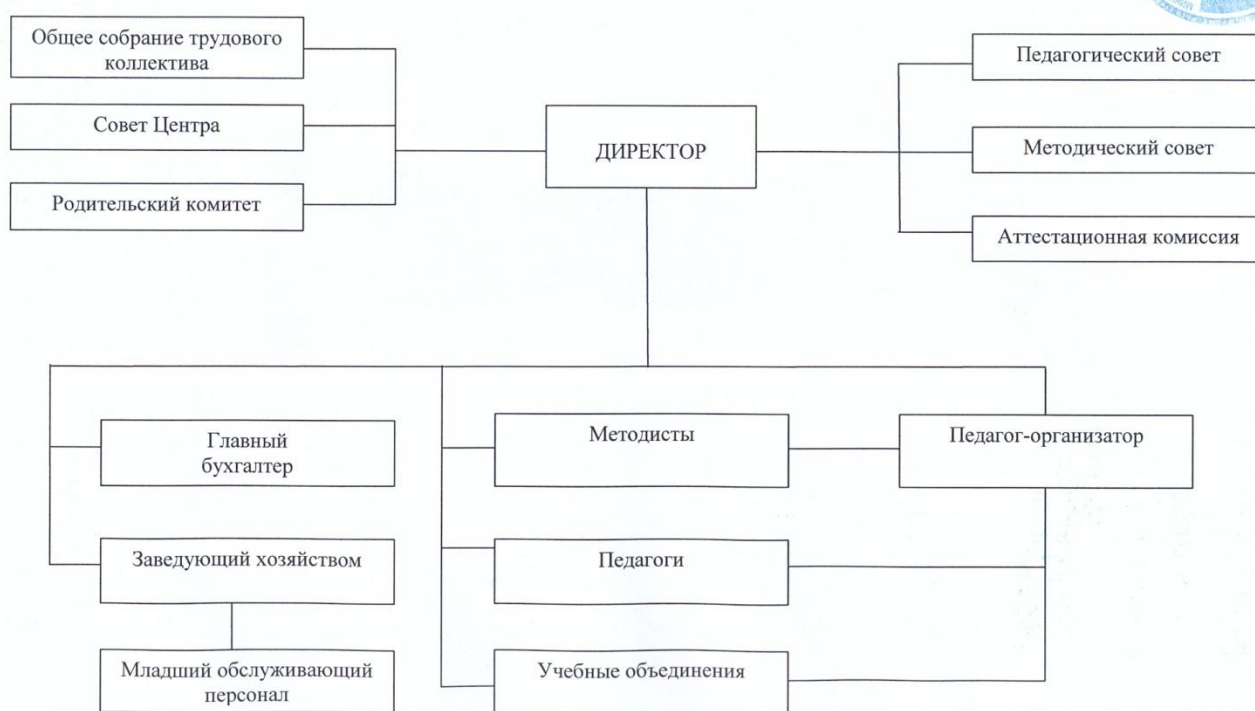 Общее собрание трудового
коллектива
Совет Центра
Родительский комитет
ДИРЕКТОР
Педагогический совет
Методический совет
Аттестационная комиссия
Главный
бухгалтер
Заведующий хозяйством
Младший обслуживающий
персонал
Методисты
Педагоги
Учебные объединения
Педагог-организатор